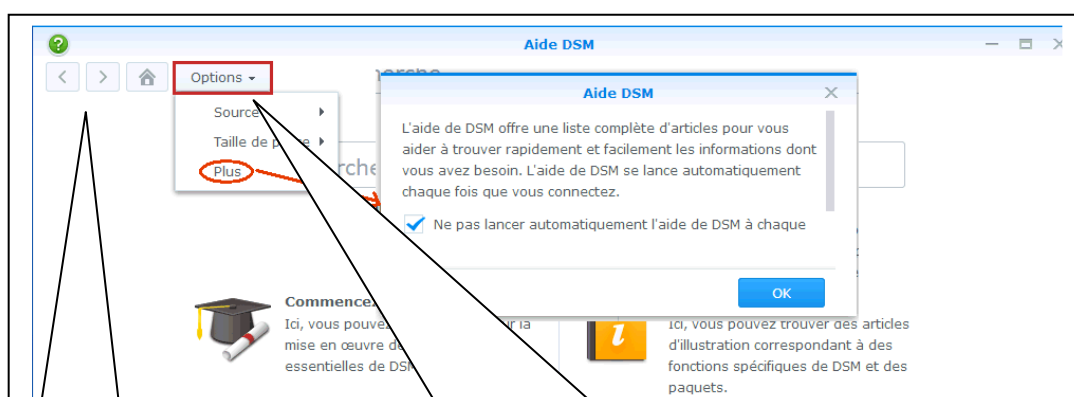 Aide DSM
Options
Source
Taille de
Plus
Aide DSM
L'aide de DSM offre une liste complète d'articles pour vous
aider à trouver rapidement et facilement les informations dont
vous avez besoin. L'aide de DSM se lance automatiquement
chaque fois que vous connectez.
Ne pas lancer automatiquement l'aide de DSM à chaque
OK
Commencez
Ici, vous pouvez la
mise en œuvre
essentielles de DSM
Ici, vous pouvez trouver des articles
d'illustration correspondant à des
fonctions spécifiques de DSM et des
paquets.